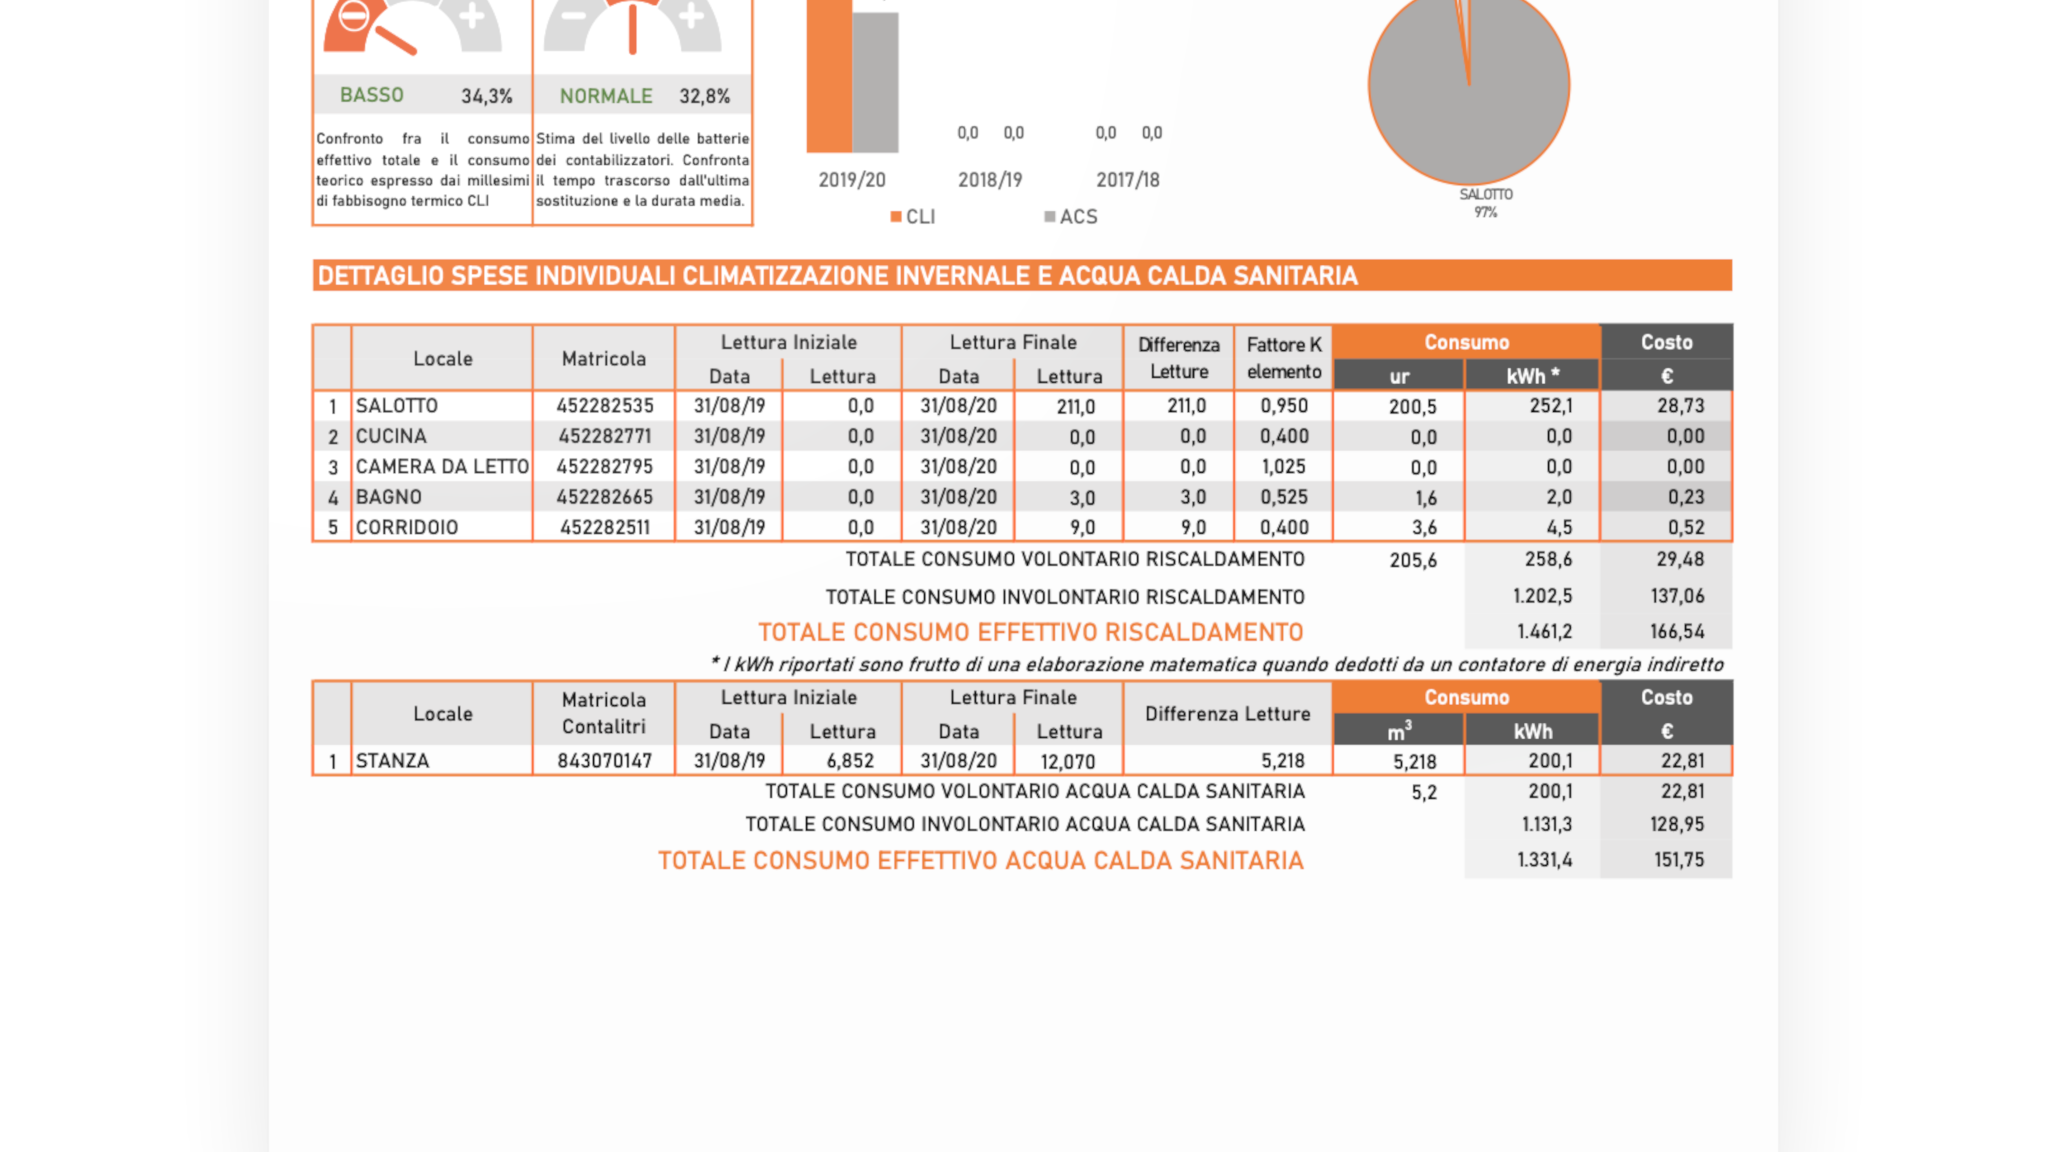 BASSO 34,3% NORMALE 32,8%
Confronto fra il consumo
effettivo totale e il consumo
teorico espresso dai millesimi
di fabbisogno termico CLI
Stima del livello delle batterie
dei contabilizzatori. Confronta
il tempo trascorso dall'ultima
sostituzione e la durata media.
0,0 0,0 0,0 0,0
2019/20 2018/19 2017/18
CLI ACS
SALOTTO
97%
DETTAGLIO SPESE INDIVIDUALI CLIMATIZZAZIONE INVERNALE E ACQUA CALDA SANITARIA
Locale Matricola Lettura Iniziale Lettura Finale Differenza Letture Fattore K elemento Consumo Costo
Data Lettura Data Lettura ur kWh * €
1 SALOTTO 452282535 31/08/19 0,0 31/08/20 211,0 211,0 0,950 200,5 252,1 28,73
2 CUCINA 452282771 31/08/19 0,0 31/08/20 0,0 0,0 0,400 0,0 0,0 0,00
3 CAMERA DA LETTO 452282795 31/08/19 0,0 31/08/20 0,0 0,0 1,025 0,0 0,0 0,00
4 BAGNO 452282665 31/08/19 0,0 31/08/20 3,0 3,0 0,525 1,6 2,0 0,23
5 CORRIDOIO 452282511 31/08/19 0,0 31/08/20 9,0 9,0 0,400 3,6 4,5 0,52
TOTALE CONSUMO VOLONTARIO RISCALDAMENTO 205,6 258,6 29,48
TOTALE CONSUMO INVOLONTARIO RISCALDAMENTO 1.202,5 137,06
TOTALE CONSUMO EFFETTIVO RISCALDAMENTO 1.461,2 166,54
* I kWh riportati sono frutto di una elaborazione matematica quando dedotti da un contatore di energia indiretto
Locale Matricola Contalitri Lettura Iniziale Lettura Finale Differenza Letture Consumo Costo
Data Lettura Data Lettura m³ kWh €
1 STANZA 843070147 31/08/19 6,852 31/08/20 12,070 5,218 5,218 200,1 22,81
TOTALE CONSUMO VOLONTARIO ACQUA CALDA SANITARIA 5,2 200,1 22,81
TOTALE CONSUMO INVOLONTARIO ACQUA CALDA SANITARIA 1.131,3 128,95
TOTALE CONSUMO EFFETTIVO ACQUA CALDA SANITARIA 1.331,4 151,75